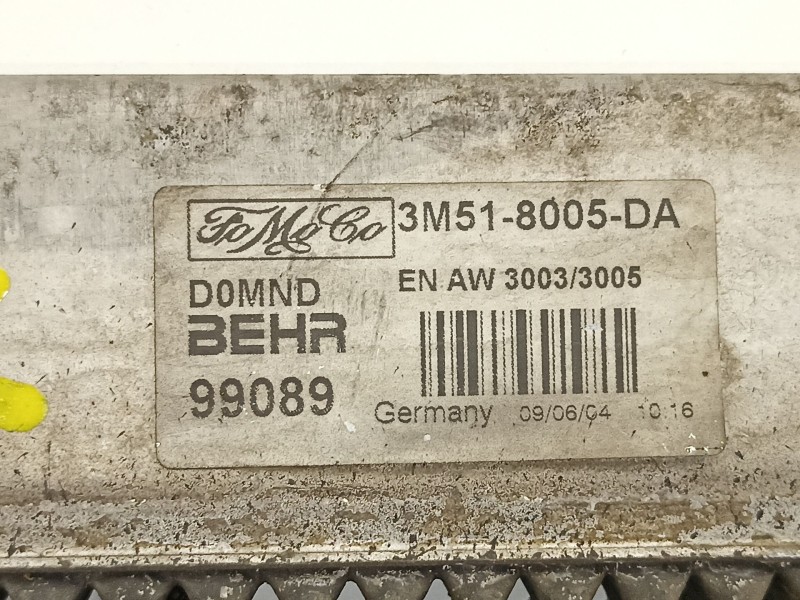 FoMoCo 3M51-8005-DA
D0MND EN AW 3003/3005
BEHR
99089
Germany 09/06/04 10:16